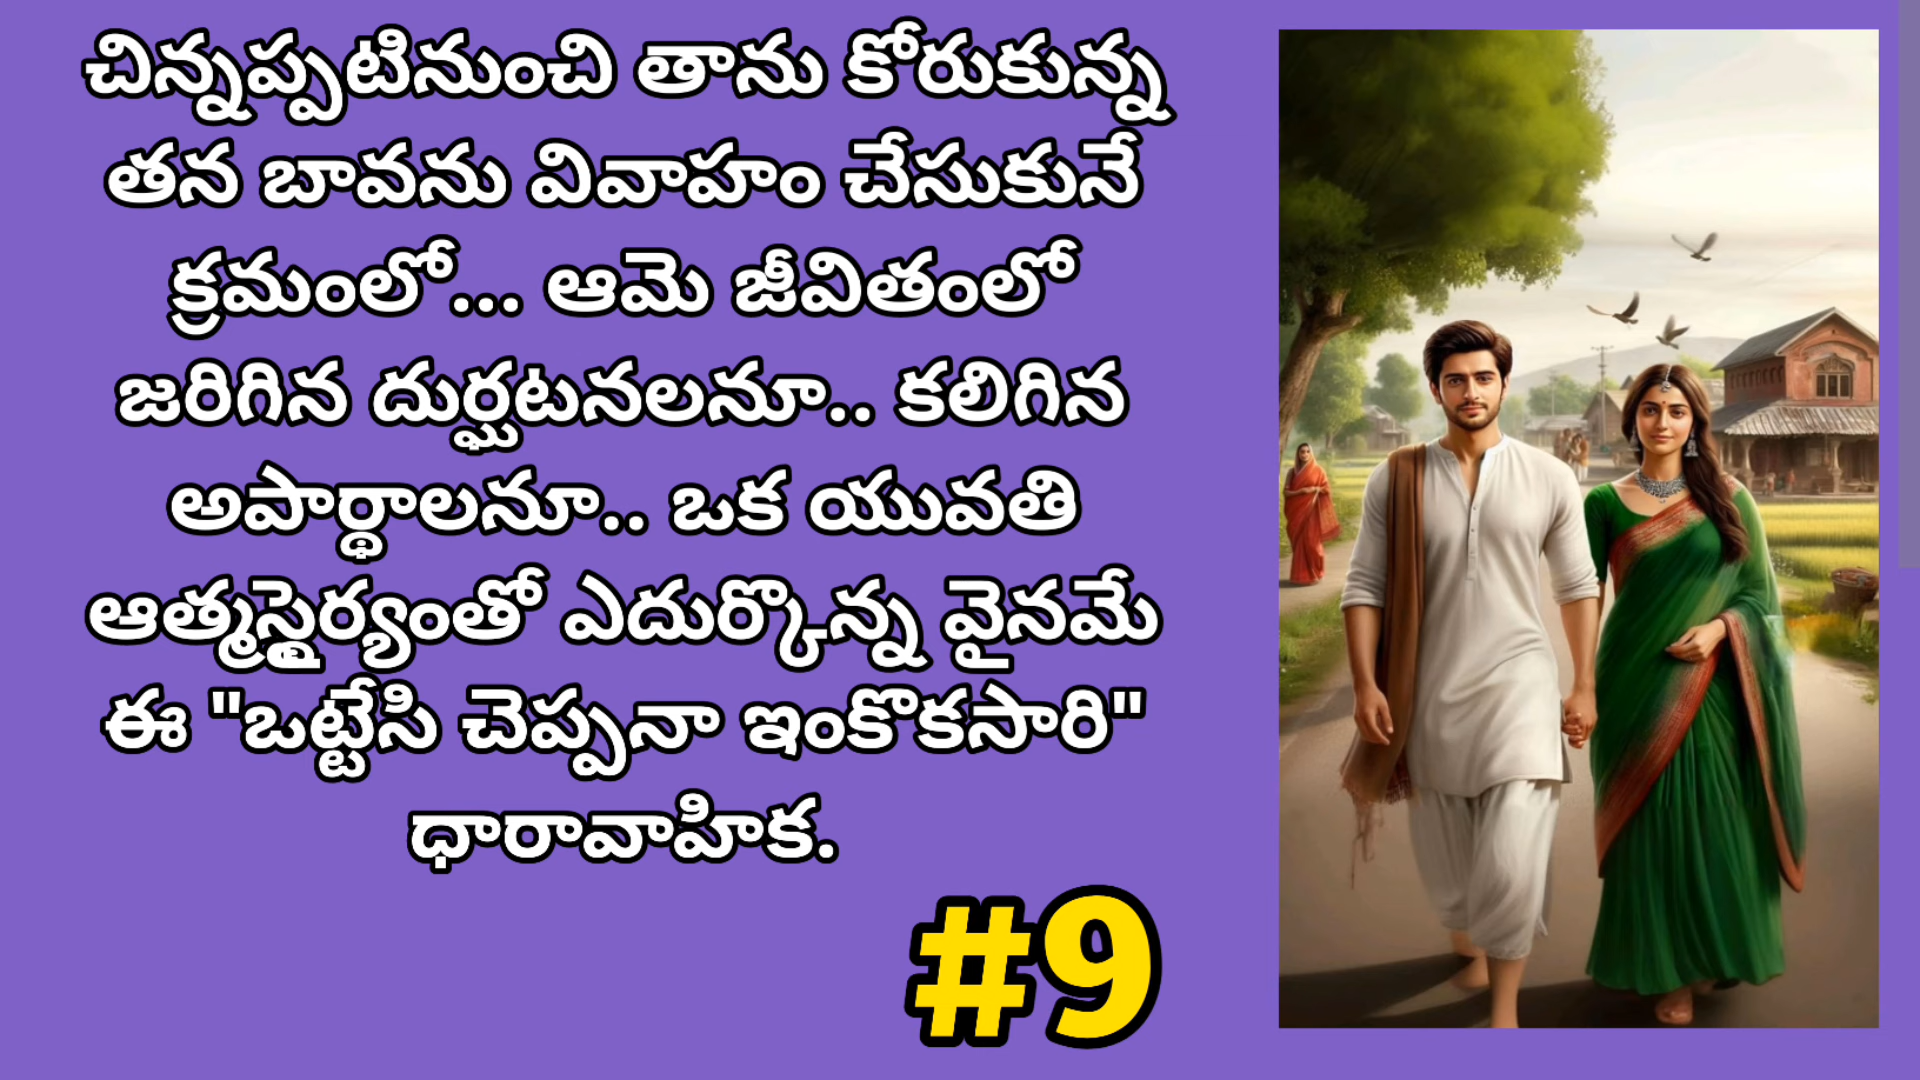 చిన్నప్పటినుంచి తాను కోరుకున్న
తన బావను వివాహం చేసుకునే
క్రమంలో... ఆమె జీవితంలో
జరిగిన దుర్ఘటనలనూ.. కలిగిన
అపార్థాలనూ.. ఒక యువతి
ఆత్మస్థైర్యంతో ఎదుర్కొన్న వైనమే
ఈ "ఒట్టేసి చెప్పనా ఇంకొకసారి"
ధారావాహిక.
#9